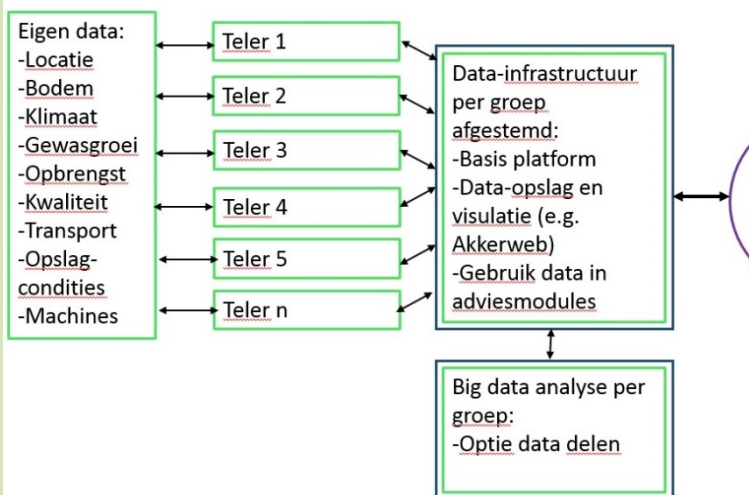 Eigen data:
-Locatie
-Bodem
-Klimaat
-Gewasgroei
-Opbrengst
-Kwaliteit
-Transport
-Opslag-
condities
-Machines
Teler 1
Teler 2
Teler 3
Teler 4
Teler 5
Teler n
Data-infrastructuur
per groep
afgestemd:
-Basis platform
-Data-opslag en
visulatie (e.g.
Akkerweb)
-Gebruik data in
adviesmodules
Big data analyse per
groep:
-Optie data delen